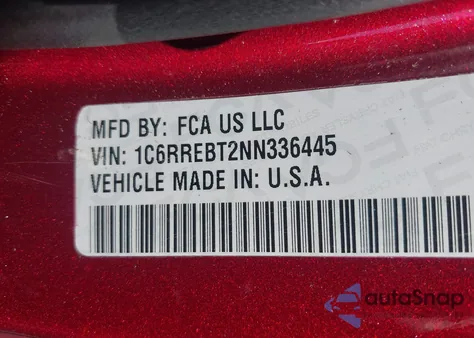 MFD BY: FCA US LLC
VIN: 1C6RREBT2NN336445
VEHICLE MADE IN: U.S.A.
autoSnap